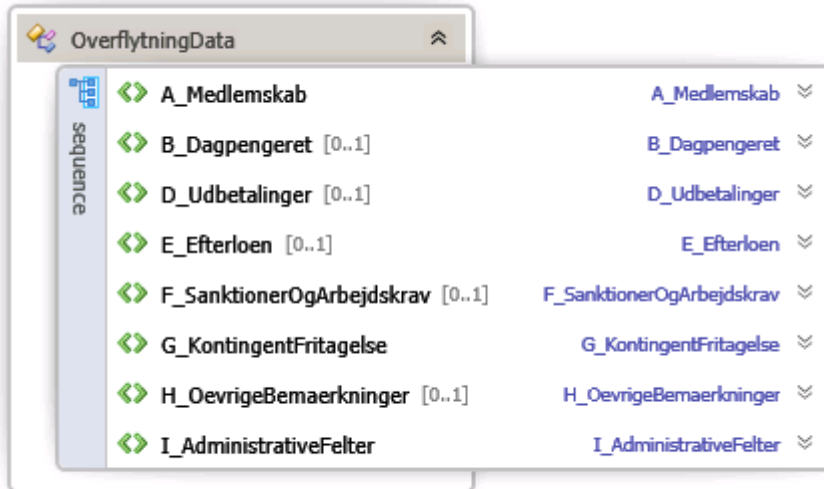 OverflytningData
sequence
A_Medlemskab A_Medlemskab
B_Dagpengeret [0..1] B_Dagpengeret
D_Udbetalinger [0..1] D_Udbetalinger
E_Efterloen [0..1] E_Efterloen
F_SanktionerOgArbejdskrav [0..1] F_SanktionerOgArbejdskrav
G_KontingentFritagelse G_KontingentFritagelse
H_OevrigeBemaerkninger [0..1] H_OevrigeBemaerkninger
I_AdministrativeFelter I_AdministrativeFelter